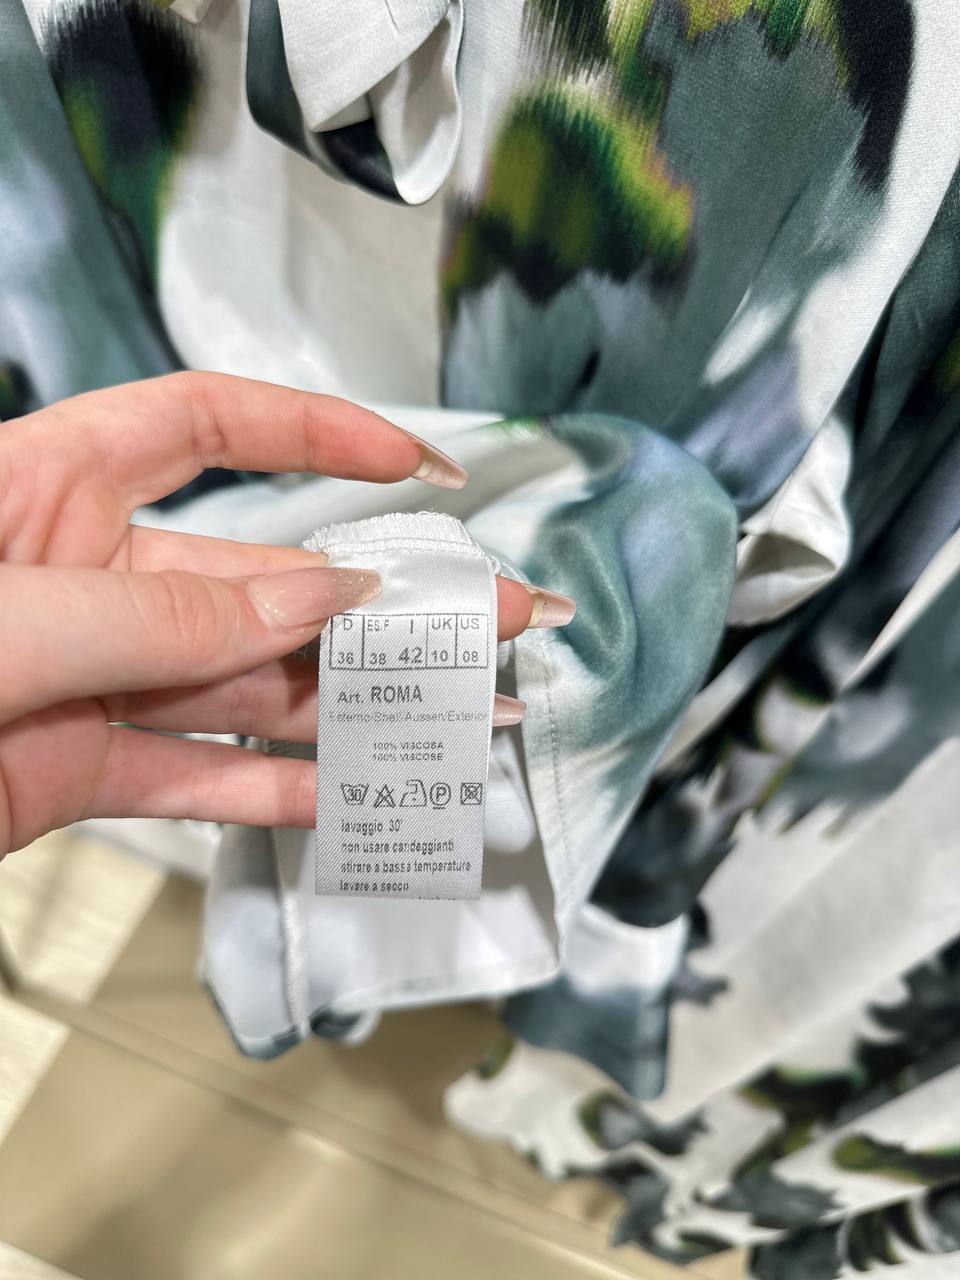 D ES.F I UK US
36 38 42 10 08
Art. ROMA
Esterno/Shell/Aussen/Exterior
100% VISCOSA
100% VISCOSE
30 P
lavaggio 30°
non usare candeggianti
stirare a bassa temperature
lavare a secco